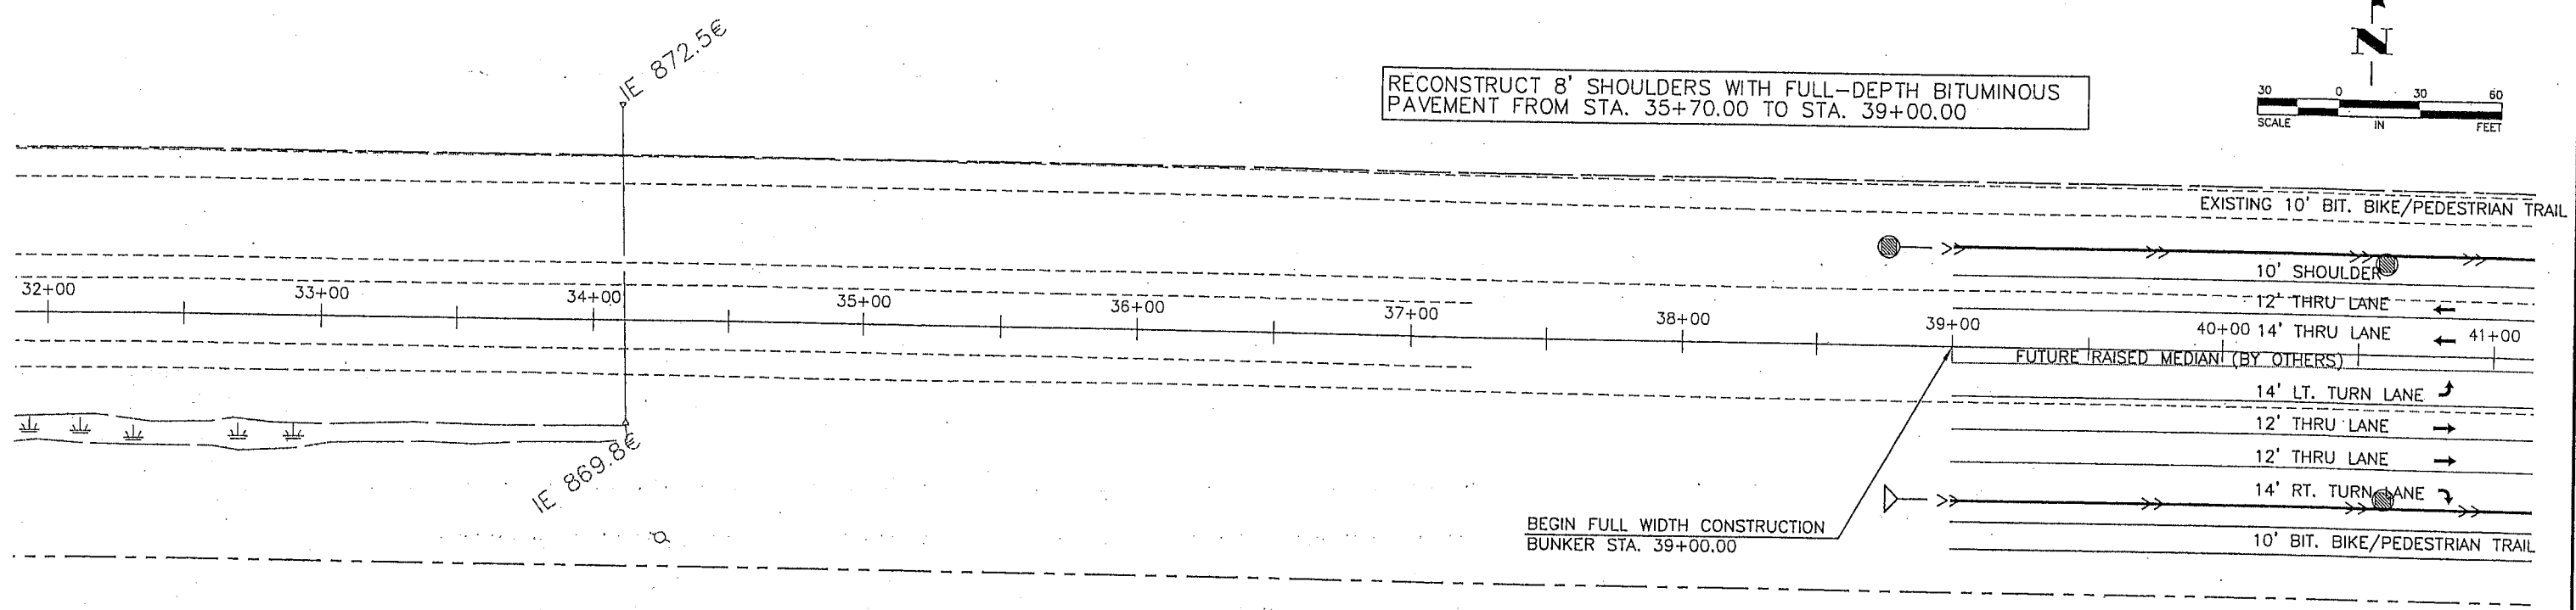 IE 872.5€
RECONSTRUCT 8' SHOULDERS WITH FULL-DEPTH BITUMINOUS
PAVEMENT FROM STA. 35+70.00 TO STA. 39+00.00
N
30 0 30 60
SCALE IN FEET
EXISTING 10' BIT. BIKE/PEDESTRIAN TRAIL
10' SHOULDER
12' THRU LANE
32+00 33+00 34+00 35+00 36+00 37+00 38+00 39+00 40+00 41+00
14' THRU LANE
FUTURE RAISED MEDIAN (BY OTHERS)
14' LT. TURN LANE
12' THRU LANE
12' THRU LANE
IE 869.8€
14' RT. TURN LANE
BEGIN FULL WIDTH CONSTRUCTION
BUNKER STA. 39+00.00
10' BIT. BIKE/PEDESTRIAN TRAIL